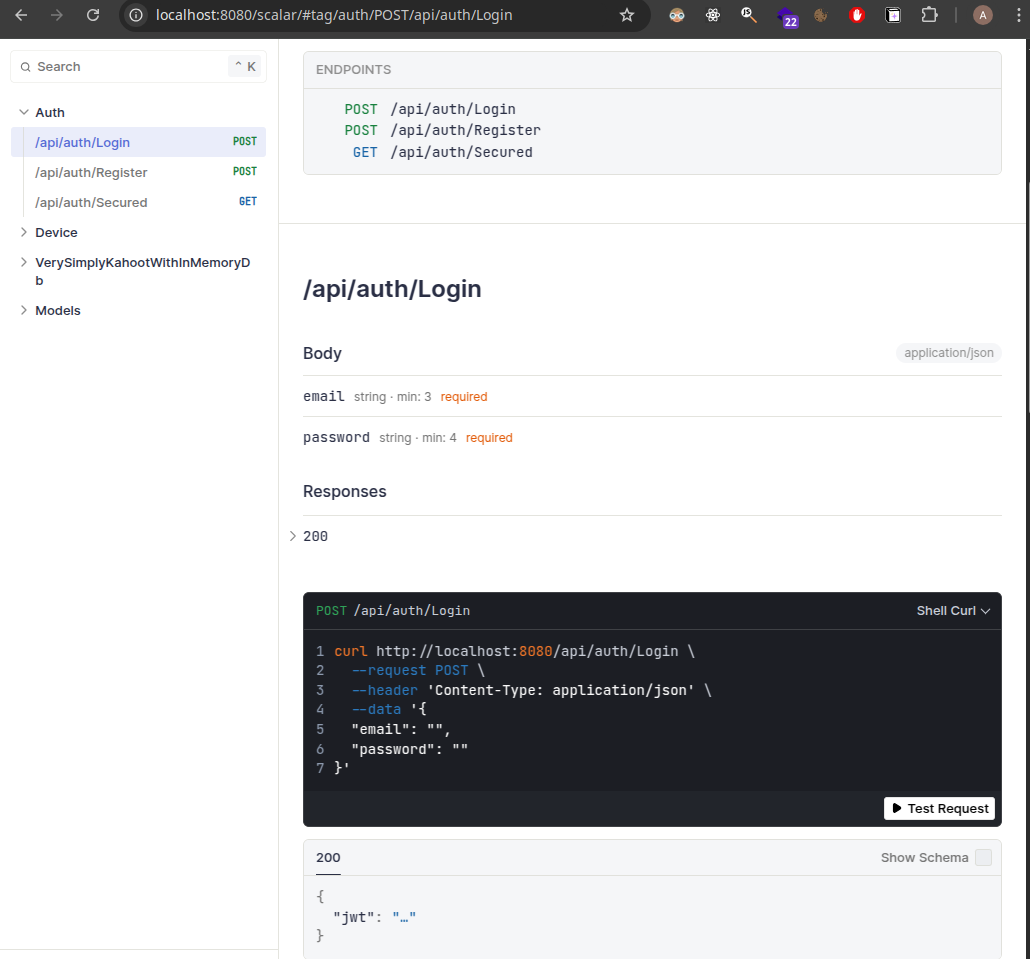 localhost:8080/scalar/#tag/auth/POST/api/auth/Login
22
A
Search
^ K
Auth
/api/auth/Login POST
/api/auth/Register POST
/api/auth/Secured GET
Device
VerySimplyKahootWithInMemoryD
b
Models
ENDPOINTS
POST /api/auth/Login
POST /api/auth/Register
GET /api/auth/Secured
/api/auth/Login
Body application/json
email string · min: 3 required
password string · min: 4 required
Responses
200
POST /api/auth/Login Shell Curl
1 curl http://localhost:8080/api/auth/Login \
2 --request POST \
3 --header 'Content-Type: application/json' \
4 --data '{
5 "email": "",
6 "password": ""
7 }'
Test Request
200 Show Schema
{
"jwt": "…"
}